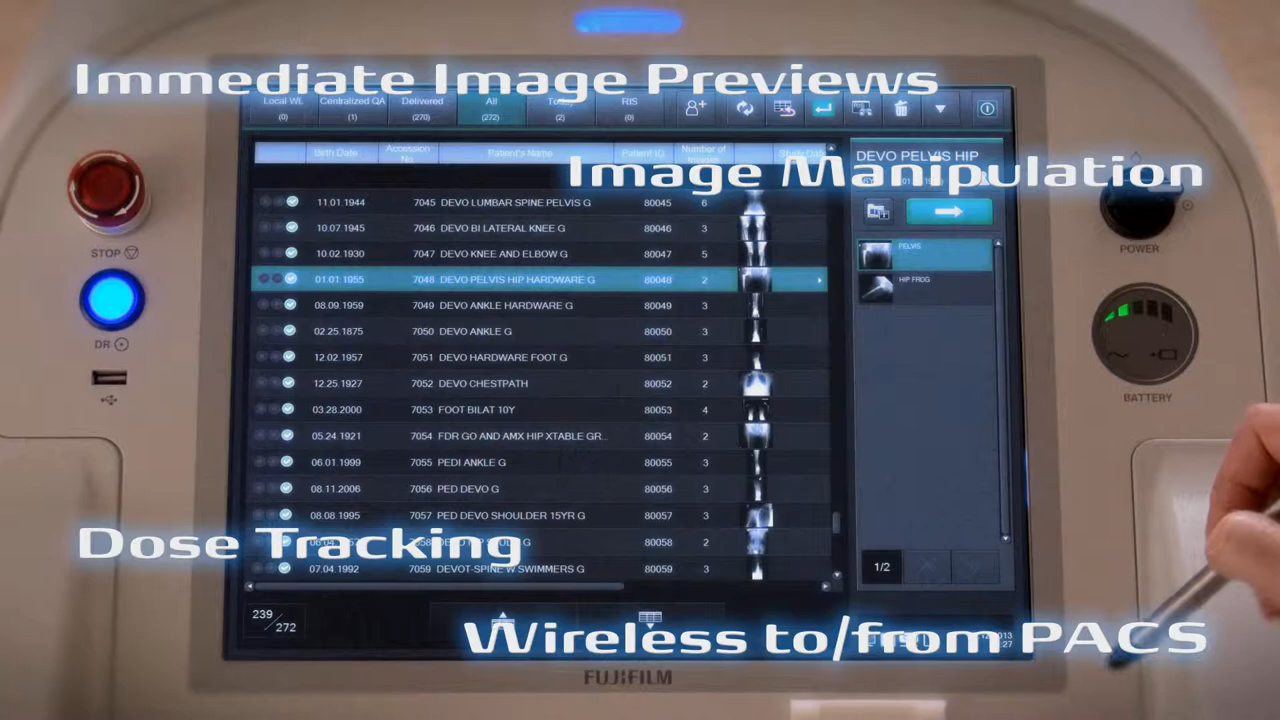 Immediate Image Previews
Local WL
(0)
Centralized QA
(1)
Delivered
(270)
All
(272)
Today
(2)
RIS
(0)
Birth Date
Accession No.
Patient's Name
Patient ID
Number of Images
DEVO PELVIS HIP
Image Manipulation
11.01 1944 7045 DEVO LUMBAR SPINE PELVIS G 80045 6
10.07 1945 7046 DEVO BI LATERAL KNEE G 80046 3
10.02 1930 7047 DEVO KNEE AND ELBOW G 80047 5
01.01 1955 7048 DEVO PELVIS HIP HARDWARE G 80048 2
08.09.1959 7049 DEVO ANKLE HARDWARE G 80049 3
02.25.1875 7050 DEVO ANKLE G 80050 3
12.02.1957 7051 DEVO HARDWARE FOOT G 80051 3
12.25.1927 7052 DEVO CHESTPATH 80052 2
03.28.2000 7053 FOOT BILAT 10Y 80053 4
05.24.1921 7054 FDR GO AND AMX HIP XTABLE GR... 80054 2
06.01.1999 7055 PEDI ANKLE G 80055 3
08.11.2006 7056 PED DEVO G 80056 3
08.08.1995 7057 PED DEVO SHOULDER 15YR G 80057 3
7058 80058 2
07.04.1992 7059 DEVOT-SPINE W SWIMMERS G 80059 3
PELVIS
HIP FROG
1/2
STOP
DR
POWER
BATTERY
Dose Tracking
239/272
Wireless to/from PACS
FUJIFILM